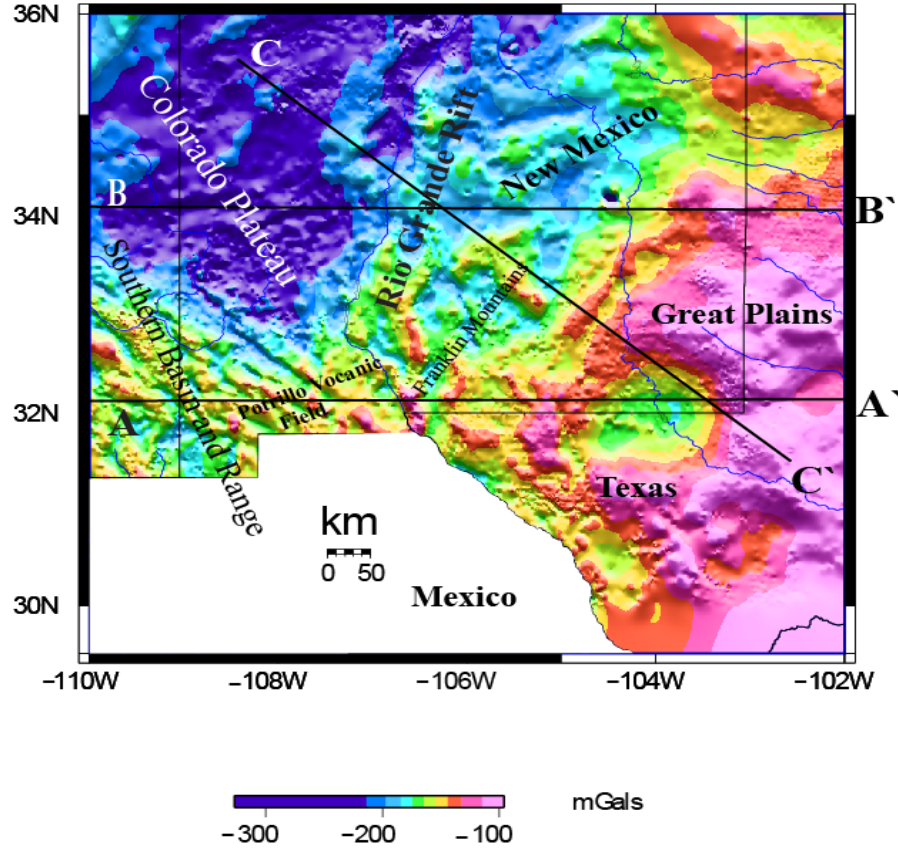 36N
C
Colorado Plateau
Rio Grande Rift
New Mexico
34N
B
B`
Southern Basin and Range
Great Plains
Franklin Mountians
Potrillo Vocanic
Field
32N
A
A`
C`
Texas
km
0 50
Mexico
30N
−110W −108W −106W −104W −102W
mGals
−300 −200 −100